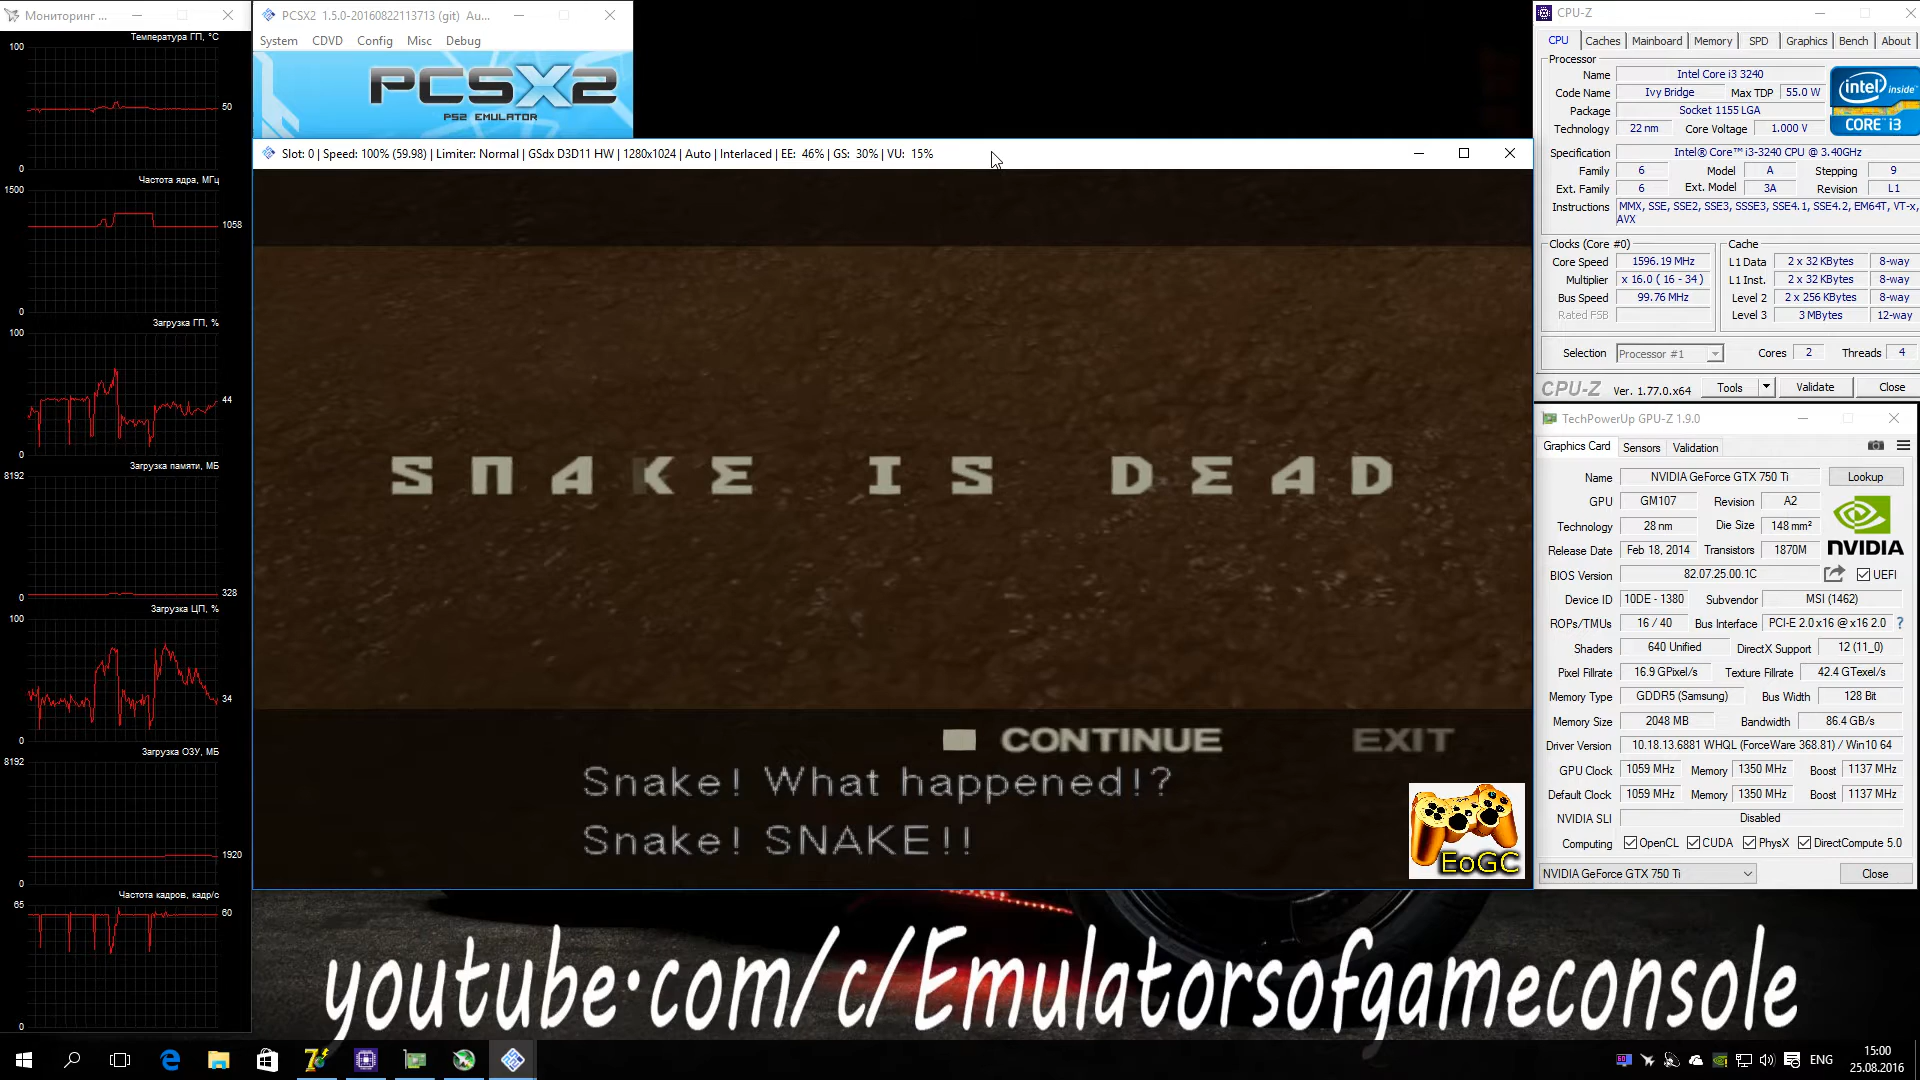 Мониторинг ...
Температура ГП, °C
100
50
0
Частота ядра, МГц
1500
1058
0
Загрузка ГП, %
100
44
0
Загрузка памяти, МБ
8192
328
0
Загрузка ЦП, %
100
34
0
Загрузка ОЗУ, МБ
8192
1920
0
Частота кадров, кадр/с
65
60
0
PCSX2 1.5.0-20160822113713 (git) Au...
System CDVD Config Misc Debug
PCSX2
PS2 EMULATOR
Slot: 0 | Speed: 100% (59.98) | Limiter: Normal | GSdx D3D11 HW | 1280x1024 | Auto | Interlaced | EE: 46% | GS: 30% | VU: 15%
SNAKE IS DEAD
CONTINUE EXIT
Snake! What happened!?
Snake! SNAKE!!
EoGC
CPU-Z
CPU Caches Mainboard Memory SPD Graphics Bench About
Processor
Name Intel Core i3 3240
Code Name Ivy Bridge Max TDP 55.0 W
Package Socket 1155 LGA
Technology 22 nm Core Voltage 1.000 V
intel inside™
CORE i3
Specification Intel® Core™ i3-3240 CPU @ 3.40GHz
Family 6 Model A Stepping 9
Ext. Family 6 Ext. Model 3A Revision L1
Instructions MMX, SSE, SSE2, SSE3, SSSE3, SSE4.1, SSE4.2, EM64T, VT-x,
AVX
Clocks (Core #0)
Core Speed 1596.19 MHz
Multiplier x 16.0 ( 16 - 34 )
Bus Speed 99.76 MHz
Rated FSB
Cache
L1 Data 2 x 32 KBytes 8-way
L1 Inst. 2 x 32 KBytes 8-way
Level 2 2 x 256 KBytes 8-way
Level 3 3 MBytes 12-way
Selection Processor #1 Cores 2 Threads 4
CPU-Z Ver. 1.77.0.x64 Tools Validate Close
TechPowerUp GPU-Z 1.9.0
Graphics Card Sensors Validation
Name NVIDIA GeForce GTX 750 Ti Lookup
GPU GM107 Revision A2
Technology 28 nm Die Size 148 mm²
Release Date Feb 18, 2014 Transistors 1870M
NVIDIA
BIOS Version 82.07.25.00.1C UEFI
Device ID 10DE - 1380 Subvendor MSI (1462)
ROPs/TMUs 16 / 40 Bus Interface PCI-E 2.0 x16 @ x16 2.0 ?
Shaders 640 Unified DirectX Support 12 (11_0)
Pixel Fillrate 16.9 GPixel/s Texture Fillrate 42.4 GTexel/s
Memory Type GDDR5 (Samsung) Bus Width 128 Bit
Memory Size 2048 MB Bandwidth 86.4 GB/s
Driver Version 10.18.13.6881 WHQL (ForceWare 368.81) / Win10 64
GPU Clock 1059 MHz Memory 1350 MHz Boost 1137 MHz
Default Clock 1059 MHz Memory 1350 MHz Boost 1137 MHz
NVIDIA SLI Disabled
Computing OpenCL CUDA PhysX DirectCompute 5.0
NVIDIA GeForce GTX 750 Ti Close
youtube.com/c/Emulatorsofgameconsole
ENG
15:00
25.08.2016